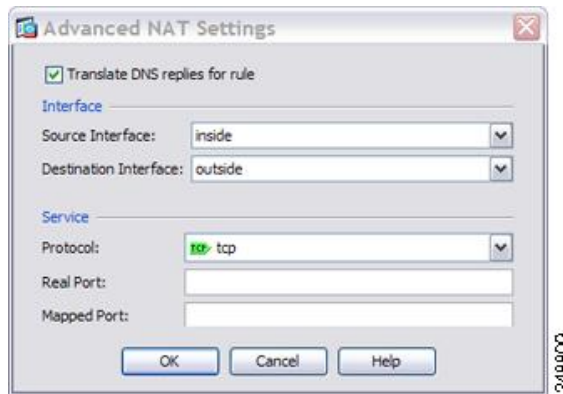 Advanced NAT Settings
Translate DNS replies for rule
Interface
Source Interface: inside
Destination Interface: outside
Service
Protocol: TCP tcp
Real Port:
Mapped Port:
OK Cancel Help